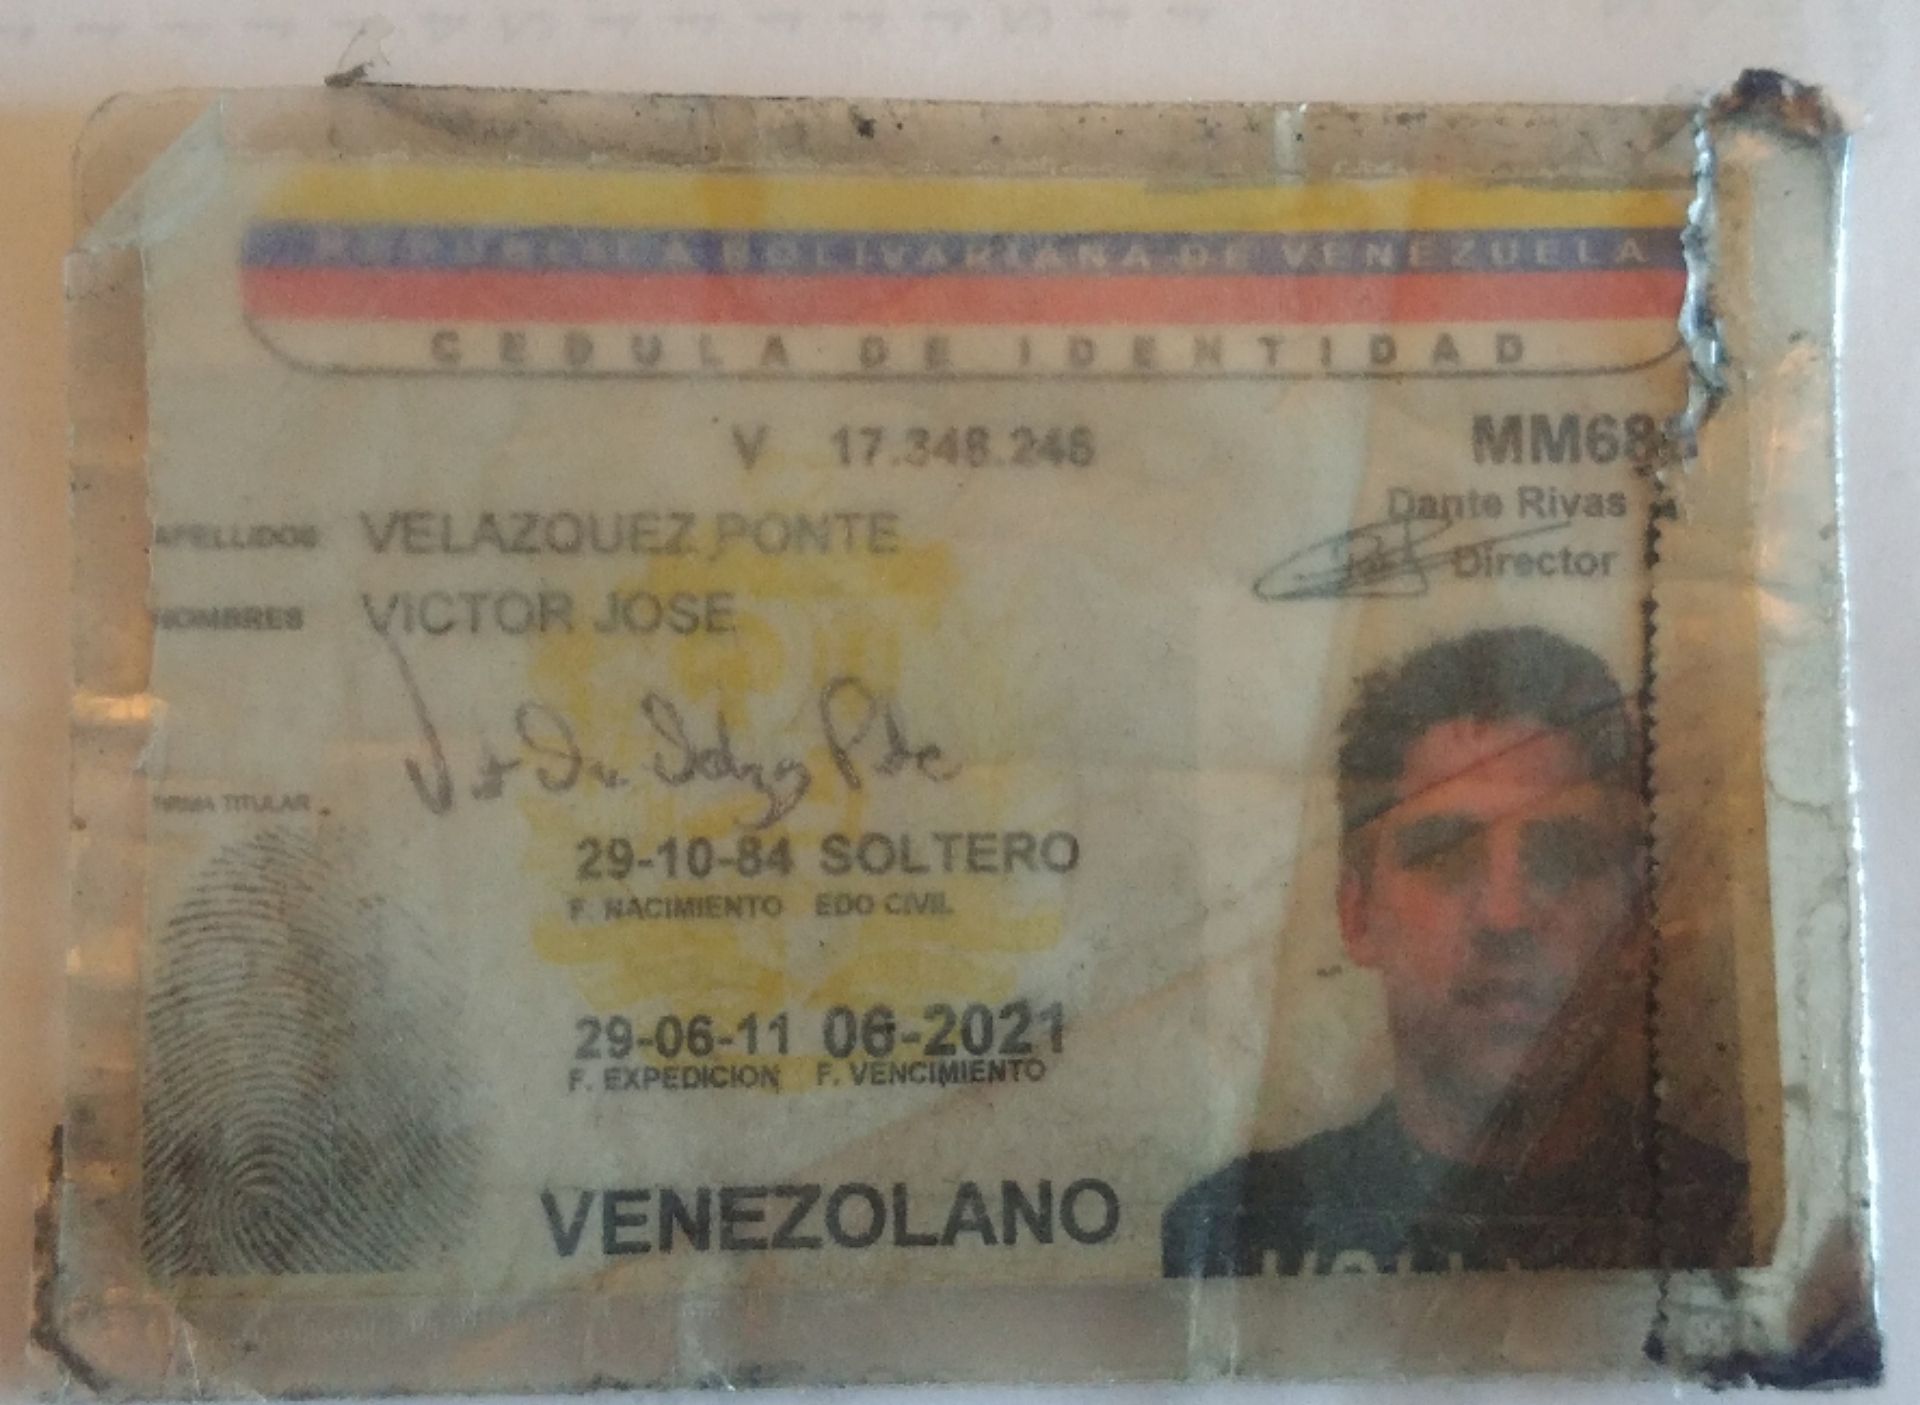 REPUBLICA BOLIVARIANA DE VENEZUELA
CEDULA DE IDENTIDAD
V 17.348.246
MM68
Dante Rivas
Director
APELLIDOS VELAZQUEZ PONTE
NOMBRES VICTOR JOSE
FIRMA TITULAR
29-10-84 SOLTERO
F. NACIMIENTO EDO CIVIL
29-06-11 06-2021
F. EXPEDICION F. VENCIMIENTO
VENEZOLANO